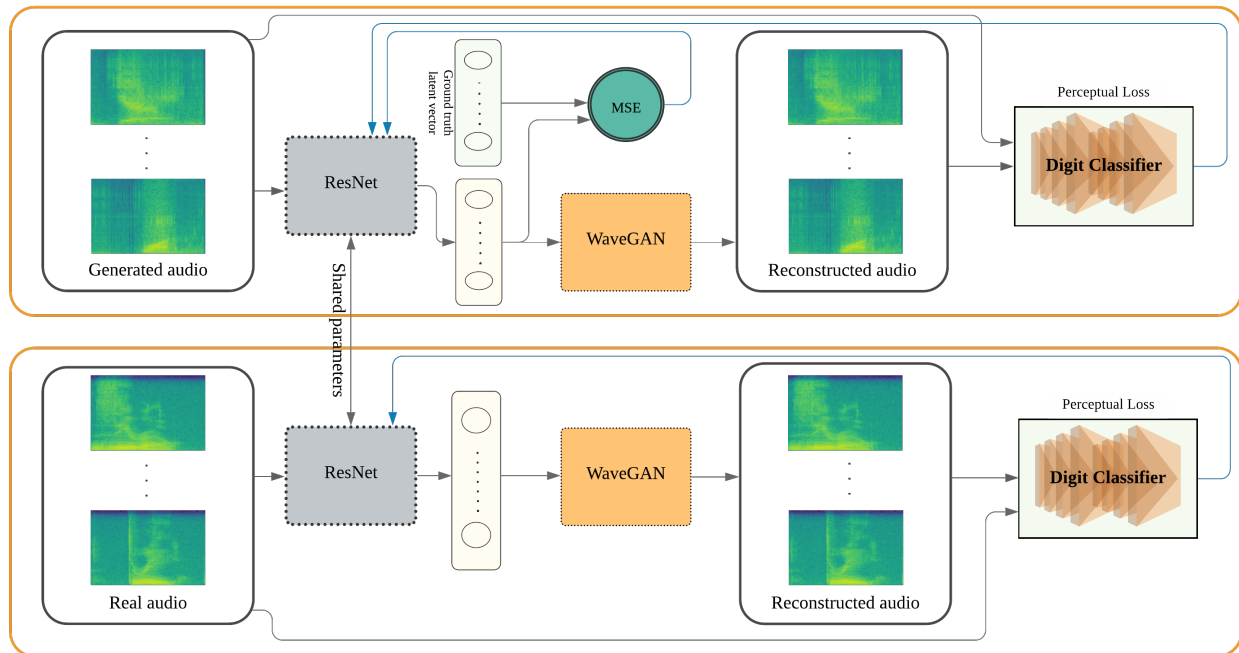 Generated audio
ResNet
Ground truth
latent vector
MSE
WaveGAN
Reconstructed audio
Perceptual Loss
Digit Classifier
Shared parameters
Real audio
ResNet
WaveGAN
Reconstructed audio
Perceptual Loss
Digit Classifier